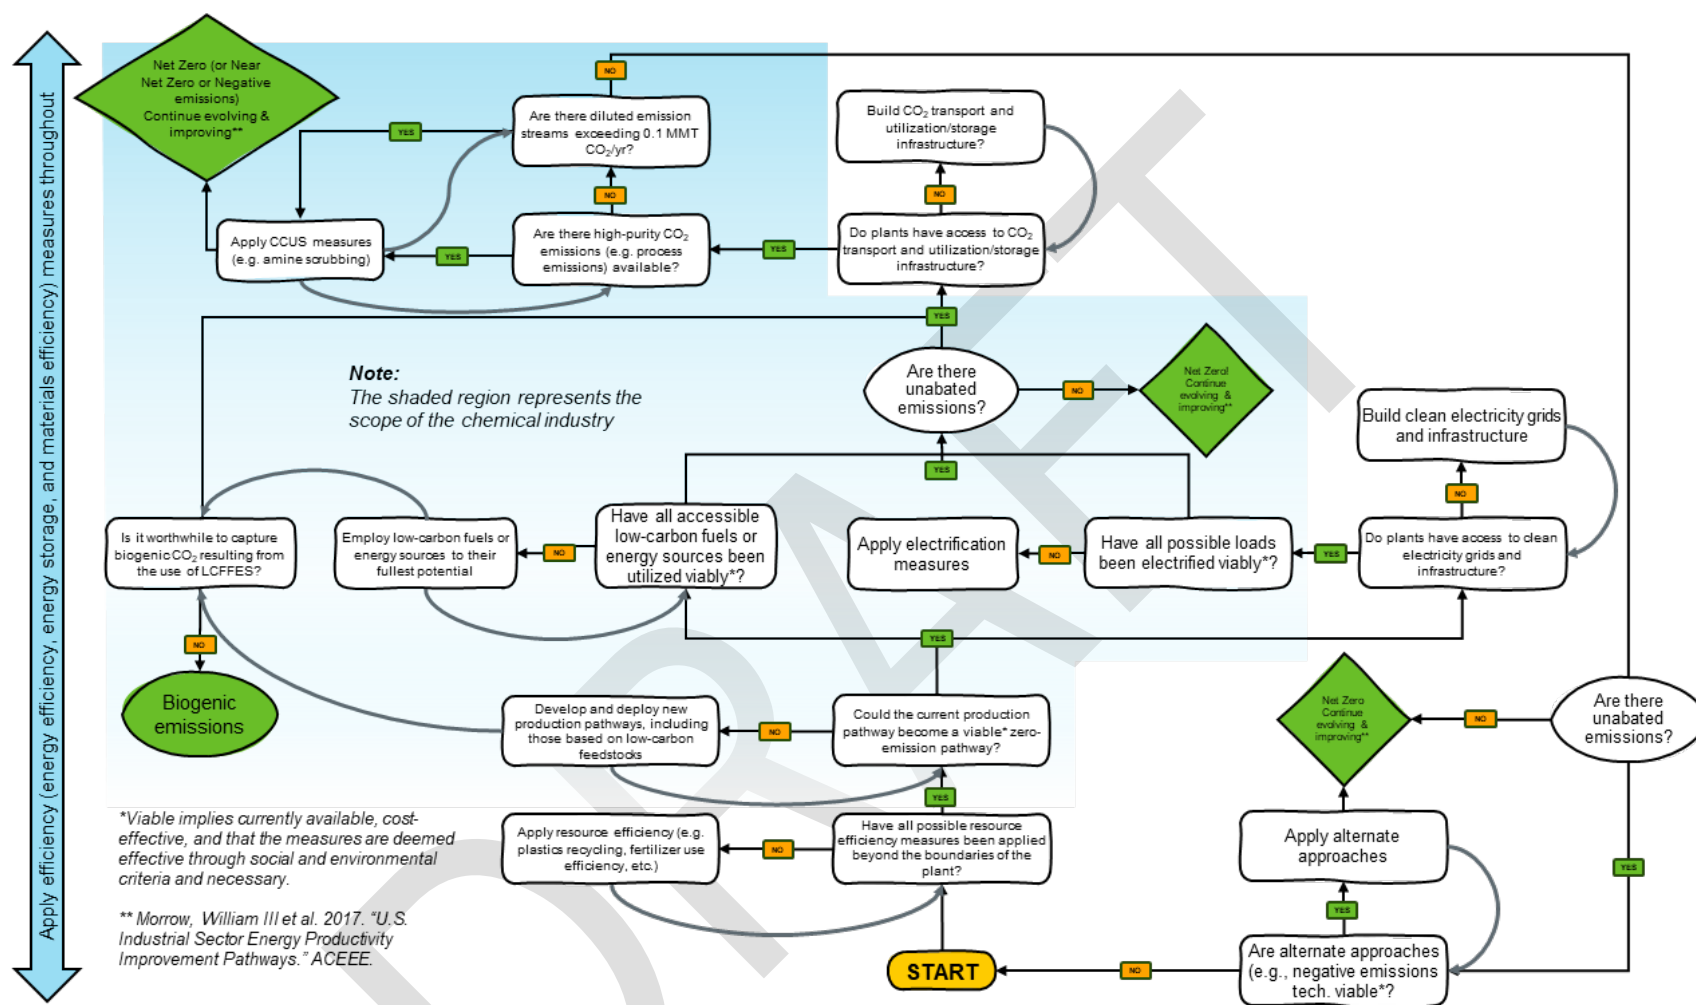 Apply efficiency (energy efficiency, energy storage, and materials efficiency) measures throughout
Net Zero (or Near
Net Zero or Negative
emissions)
Continue evolving &
improving**
NO
Are there diluted emission
streams exceeding 0.1 MMT
CO2/yr?
YES
Build CO2 transport and
utilization/storage
infrastructure?
NO
NO
Apply CCUS measures
(e.g. amine scrubbing)
YES
Are there high-purity CO2
emissions (e.g. process
emissions) available?
YES
Do plants have access to CO2
transport and utilization/storage
infrastructure?
YES
Note:
The shaded region represents the
scope of the chemical industry
Are there
unabated
emissions?
NO
Net Zero!
Continue
evolving &
improving**
YES
Build clean electricity grids
and infrastructure
NO
Is it worthwhile to capture
biogenic CO2 resulting from
the use of LCFFES?
Employ low-carbon fuels or
energy sources to their
fullest potential
NO
Have all accessible
low-carbon fuels or
energy sources been
utilized viably*?
Apply electrification
measures
NO
Have all possible loads
been electrified viably*?
YES
Do plants have access to clean
electricity grids and
infrastructure?
NO
YES
Biogenic
emissions
Develop and deploy new
production pathways, including
those based on low-carbon
feedstocks
NO
Could the current production
pathway become a viable* zero-
emission pathway?
Net Zero
Continue
evolving &
improving**
NO
Are there
unabated
emissions?
YES
*Viable implies currently available, cost-
effective, and that the measures are deemed
effective through social and environmental
criteria and necessary.
Apply resource efficiency (e.g.
plastics recycling, fertilizer use
efficiency, etc.)
NO
Have all possible resource
efficiency measures been applied
beyond the boundaries of the
plant?
Apply alternate
approaches
YES
YES
** Morrow, William III et al. 2017. "U.S.
Industrial Sector Energy Productivity
Improvement Pathways." ACEEE.
START
NO
Are alternate approaches
(e.g., negative emissions
tech. viable*?
DRAFT